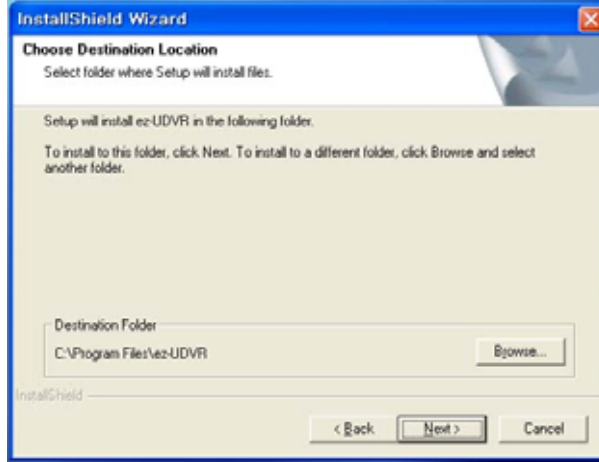 InstallShield Wizard
Choose Destination Location
Select folder where Setup will install files.
Setup will install ez-UDVR in the following folder.
To install to this folder, click Next. To install to a different folder, click Browse and select
another folder.
Destination Folder
C:\Program Files\ez-UDVR
Browse...
InstallShield
< Back
Next >
Cancel